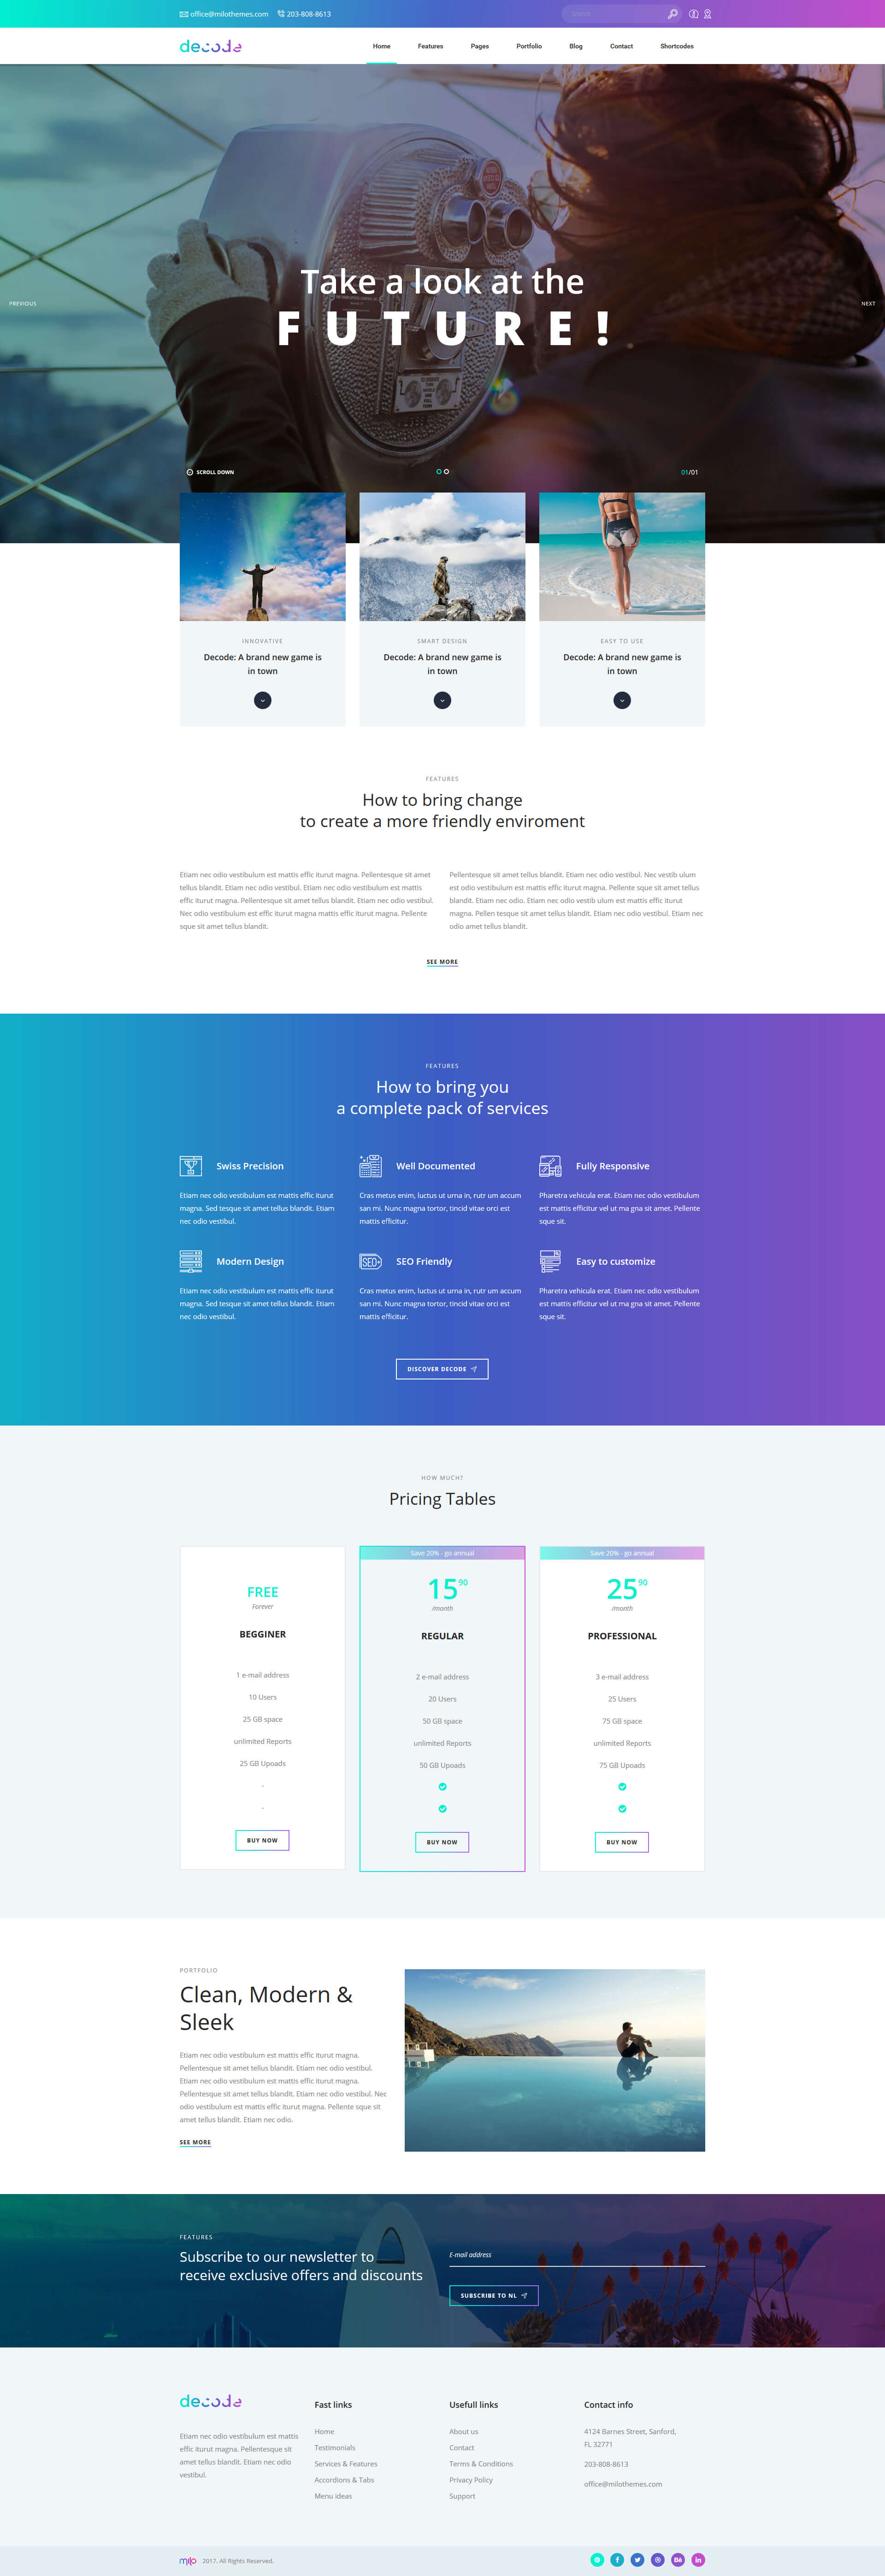 office@milothemes.com 203-808-8613
Search
decode
Home Features Pages Portfolio Blog Contact Shortcodes
Take a look at the
FUTURE!
PREVIOUS
NEXT
SCROLL DOWN
01/01
INNOVATIVE
Decode: A brand new game is
in town
SMART DESIGN
Decode: A brand new game is
in town
EASY TO USE
Decode: A brand new game is
in town
FEATURES
How to bring change
to create a more friendly enviroment
Etiam nec odio vestibulum est mattis effic iturut magna. Pellentesque sit amet
tellus blandit. Etiam nec odio vestibul. Etiam nec odio vestibulum est mattis
effic iturut magna. Pellentesque sit amet tellus blandit. Etiam nec odio vestibul.
Nec odio vestibulum est effic iturut magna mattis effic iturut magna. Pellente
sque sit amet tellus blandit.
Pellentesque sit amet tellus blandit. Etiam nec odio vestibul. Nec vestib ulum
est odio vestibulum est mattis effic iturut magna. Pellente sque sit amet tellus
blandit. Etiam nec odio. Etiam nec odio vestib ulum est mattis effic iturut
magna. Pellen tesque sit amet tellus blandit. Etiam nec odio vestibul. Etiam nec
odio amet tellus blandit.
SEE MORE
FEATURES
How to bring you
a complete pack of services
Swiss Precision
Etiam nec odio vestibulum est mattis effic iturut
magna. Sed tesque sit amet tellus blandit. Etiam
nec odio vestibul.
Well Documented
Cras metus enim, luctus ut urna in, rutr um accum
san mi. Nunc magna tortor, tincid vitae orci est
mattis efficitur.
Fully Responsive
Pharetra vehicula erat. Etiam nec odio vestibulum
est mattis efficitur vel ut ma gna sit amet. Pellente
sque sit.
Modern Design
Etiam nec odio vestibulum est mattis effic iturut
magna. Sed tesque sit amet tellus blandit. Etiam
nec odio vestibul.
SEO
SEO Friendly
Cras metus enim, luctus ut urna in, rutr um accum
san mi. Nunc magna tortor, tincid vitae orci est
mattis efficitur.
Easy to customize
Pharetra vehicula erat. Etiam nec odio vestibulum
est mattis efficitur vel ut ma gna sit amet. Pellente
sque sit.
DISCOVER DECODE
HOW MUCH?
Pricing Tables
FREE
Forever
BEGGINER
1 e-mail address
10 Users
25 GB space
unlimited Reports
25 GB Upoads
-
-
BUY NOW
Save 20% - go annual
15 90
/month
REGULAR
2 e-mail address
20 Users
50 GB space
unlimited Reports
50 GB Upoads
BUY NOW
Save 20% - go annual
25 90
/month
PROFESSIONAL
3 e-mail address
25 Users
75 GB space
unlimited Reports
75 GB Upoads
BUY NOW
PORTFOLIO
Clean, Modern &
Sleek
Etiam nec odio vestibulum est mattis effic iturut magna.
Pellentesque sit amet tellus blandit. Etiam nec odio vestibul.
Etiam nec odio vestibulum est mattis effic iturut magna.
Pellentesque sit amet tellus blandit. Etiam nec odio vestibul. Nec
odio vestibulum est mattis effic iturut magna. Pellente sque sit
amet tellus blandit. Etiam nec odio.
SEE MORE
FEATURES
Subscribe to our newsletter to
receive exclusive offers and discounts
E-mail address
SUBSCRIBE TO NL
decode
Etiam nec odio vestibulum est mattis
effic iturut magna. Pellentesque sit
amet tellus blandit. Etiam nec odio
vestibul.
Fast links
Home
Testimonials
Services & Features
Accordions & Tabs
Menu ideas
Usefull links
About us
Contact
Terms & Conditions
Privacy Policy
Support
Contact info
4124 Barnes Street, Sanford,
FL 32771
203-808-8613
office@milothemes.com
milo 2017. All Rights Reserved.